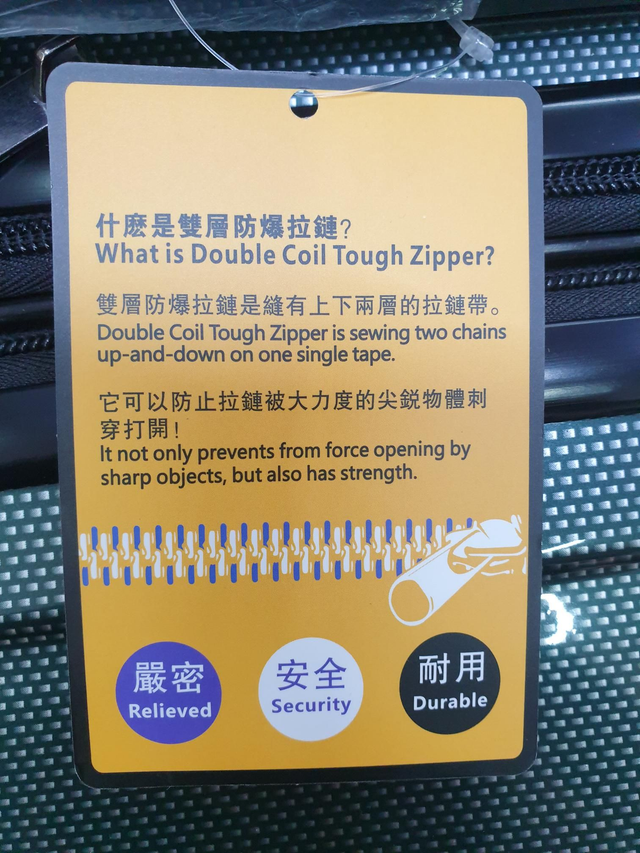 什麽是雙層防爆拉鏈?
What is Double Coil Tough Zipper?
雙層防爆拉鏈是縫有上下兩層的拉鏈帶。
Double Coil Tough Zipper is sewing two chains
up-and-down on one single tape.
它可以防止拉鏈被大力度的尖銳物體刺
穿打開!
It not only prevents from force opening by
sharp objects, but also has strength.
嚴密
Relieved
安全
Security
耐用
Durable